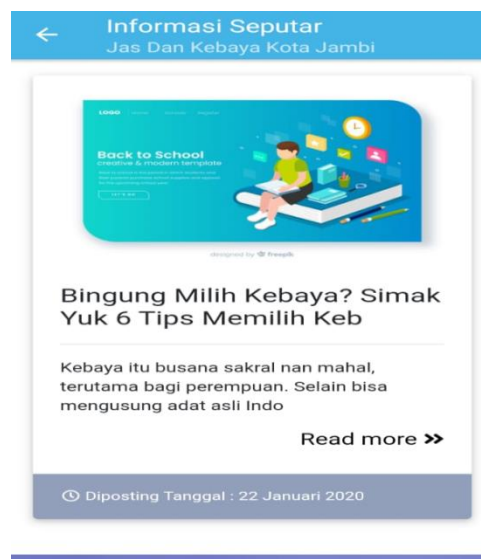 Informasi Seputar
Jas Dan Kebaya Kota Jambi
LOGO
Back to School
creative & modern template
designed by freepik
Bingung Milih Kebaya? Simak
Yuk 6 Tips Memilih Keb
Kebaya itu busana sakral nan mahal,
terutama bagi perempuan. Selain bisa
mengusung adat asli Indo
Read more »
Diposting Tanggal : 22 Januari 2020